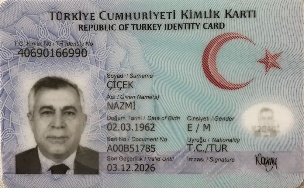 TÜRKİYE CUMHURİYETİ KİMLİK KARTI
REPUBLIC OF TURKEY IDENTITY CARD
T.C. Kimlik No / TR Identity No
40690166990
Soyadı / Surname
ÇİÇEK
Adı / Given Name(s)
NAZMİ
Doğum Tarihi / Date of Birth Cinsiyet / Gender
02.03.1962 E / M
Seri No / Document No Uyruğu / Nationality
A00B51785 T.C./TUR
Son Geçerlilik / Valid Until İmzası / Signature
03.12.2026